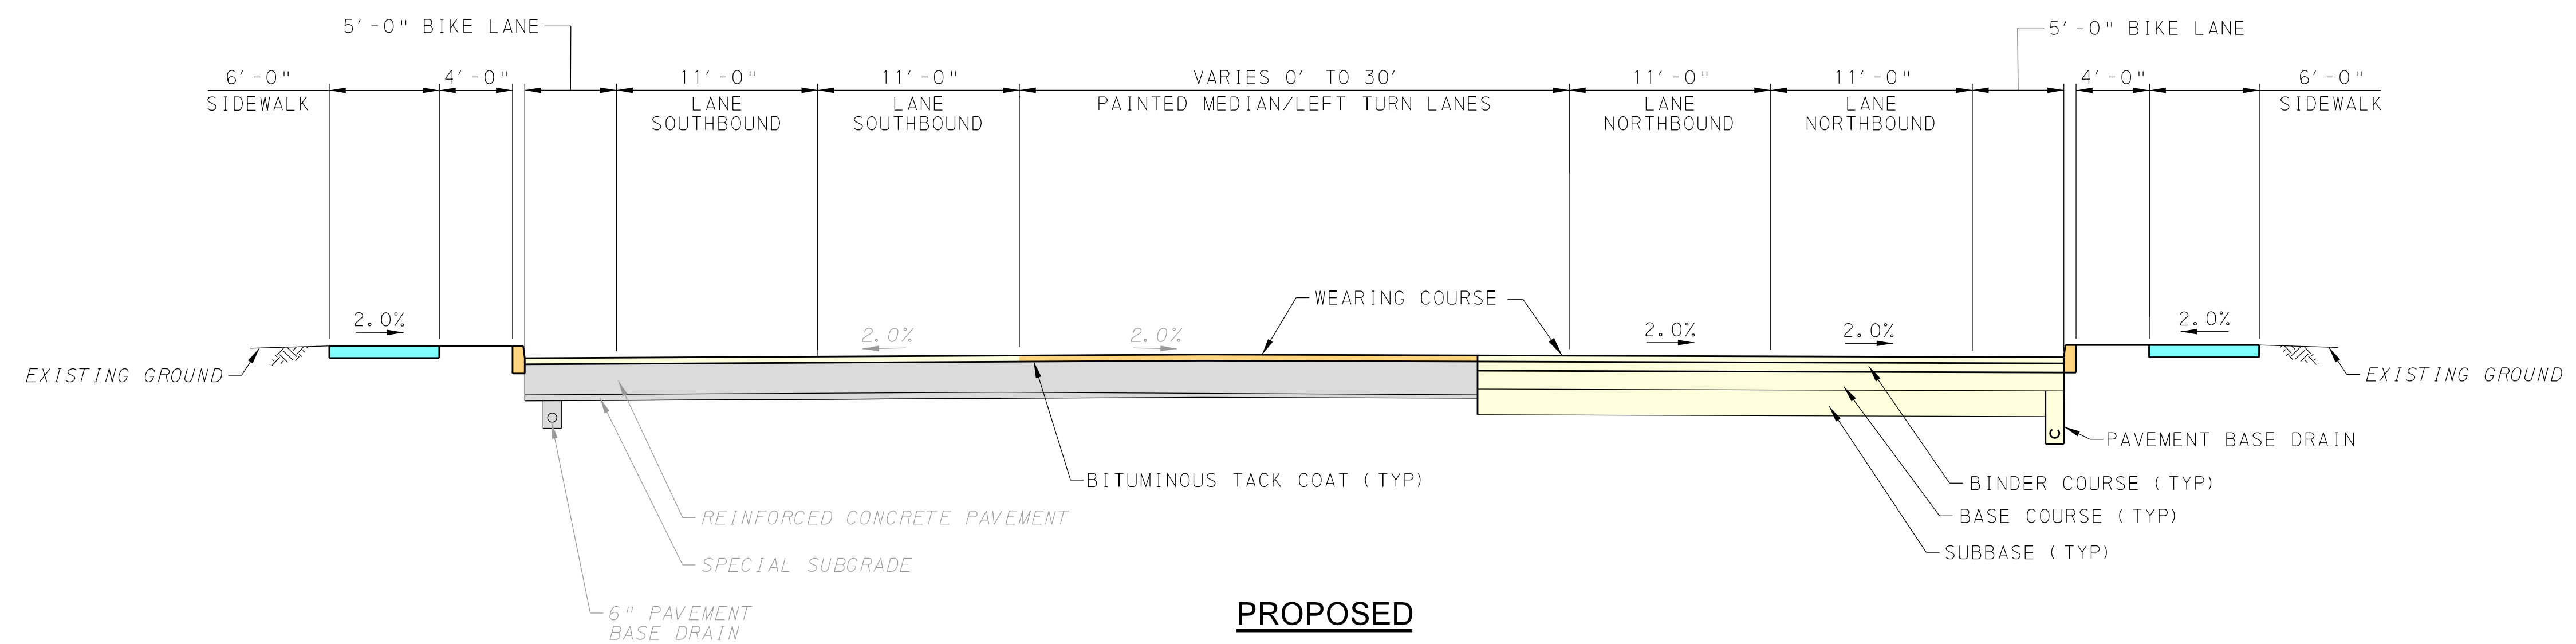 5'-0" BIKE LANE
5'-0" BIKE LANE
6'-0"
4'-0"
11'-0"
11'-0"
VARIES 0' TO 30'
11'-0"
11'-0"
4'-0"
6'-0"
SIDEWALK
LANE
SOUTHBOUND
LANE
SOUTHBOUND
PAINTED MEDIAN/LEFT TURN LANES
LANE
NORTHBOUND
LANE
NORTHBOUND
SIDEWALK
WEARING COURSE
2.0%
2.0%
2.0%
2.0%
2.0%
2.0%
EXISTING GROUND
EXISTING GROUND
PAVEMENT BASE DRAIN
BITUMINOUS TACK COAT (TYP)
BINDER COURSE (TYP)
REINFORCED CONCRETE PAVEMENT
BASE COURSE (TYP)
SUBBASE (TYP)
SPECIAL SUBGRADE
6" PAVEMENT
BASE DRAIN
PROPOSED